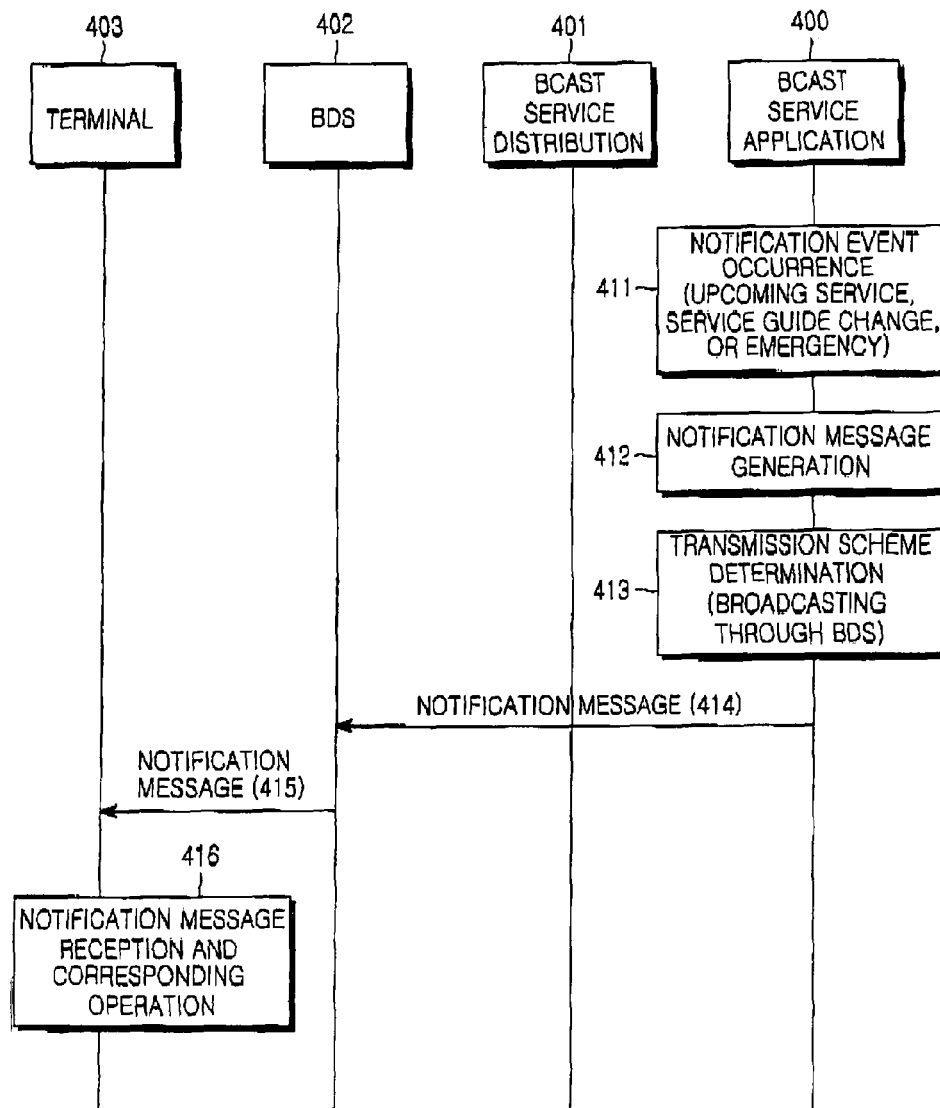 403
402
401
400
TERMINAL
BDS
BCAST
SERVICE
DISTRIBUTION
BCAST
SERVICE
APPLICATION
411
NOTIFICATION EVENT
OCCURRENCE
(UPCOMING SERVICE,
SERVICE GUIDE CHANGE,
OR EMERGENCY)
412
NOTIFICATION MESSAGE
GENERATION
413
TRANSMISSION SCHEME
DETERMINATION
(BROADCASTING
THROUGH BDS)
NOTIFICATION MESSAGE (414)
NOTIFICATION
MESSAGE (415)
416
NOTIFICATION MESSAGE
RECEPTION AND
CORRESPONDING
OPERATION